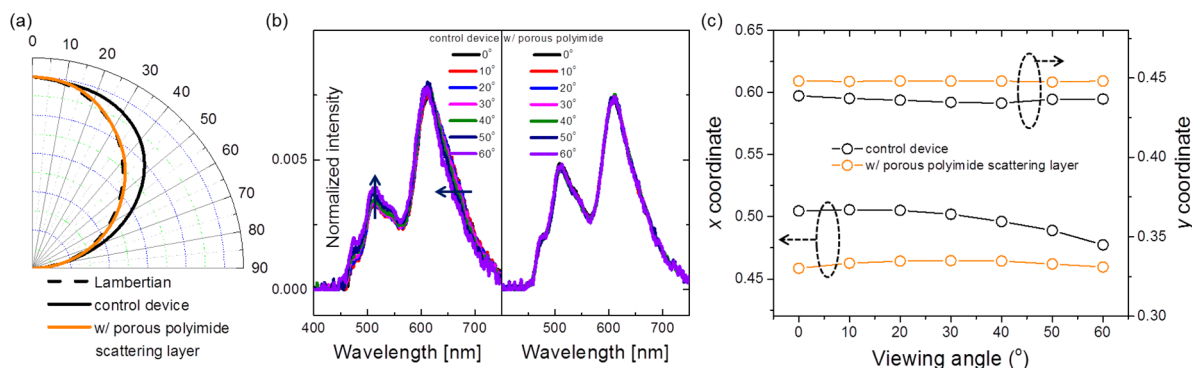 (a)
0
10
20
30
40
50
60
70
80
90
Lambertian
control device
w/ porous polyimide
scattering layer
(b)
control device w/ porous polyimide
0° 0°
10° 10°
20° 20°
30° 30°
40° 40°
50° 50°
60° 60°
Normalized intensity
0.005
0.000
400 500 600 700 500 600 700
Wavelength [nm] Wavelength [nm]
(c)
x coordinate
0.60
0.55
0.50
0.45
control device
w/ porous polyimide scattering layer
0.45
0.40
0.35
0.30
y coordinate
0 10 20 30 40 50 60
Viewing angle (°)